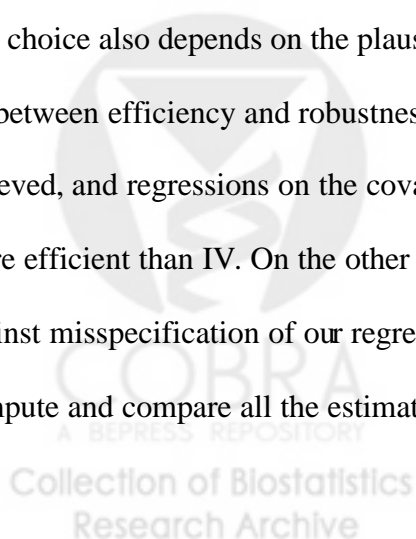 choice also depends on the plaus
between efficiency and robustnes
eved, and regressions on the cova
re efficient than IV. On the other
inst misspecification of our regre
npute and compare all the estimat
COBRA
A BEPRESS REPOSITORY
Collection of Biostatistics
Research Archive